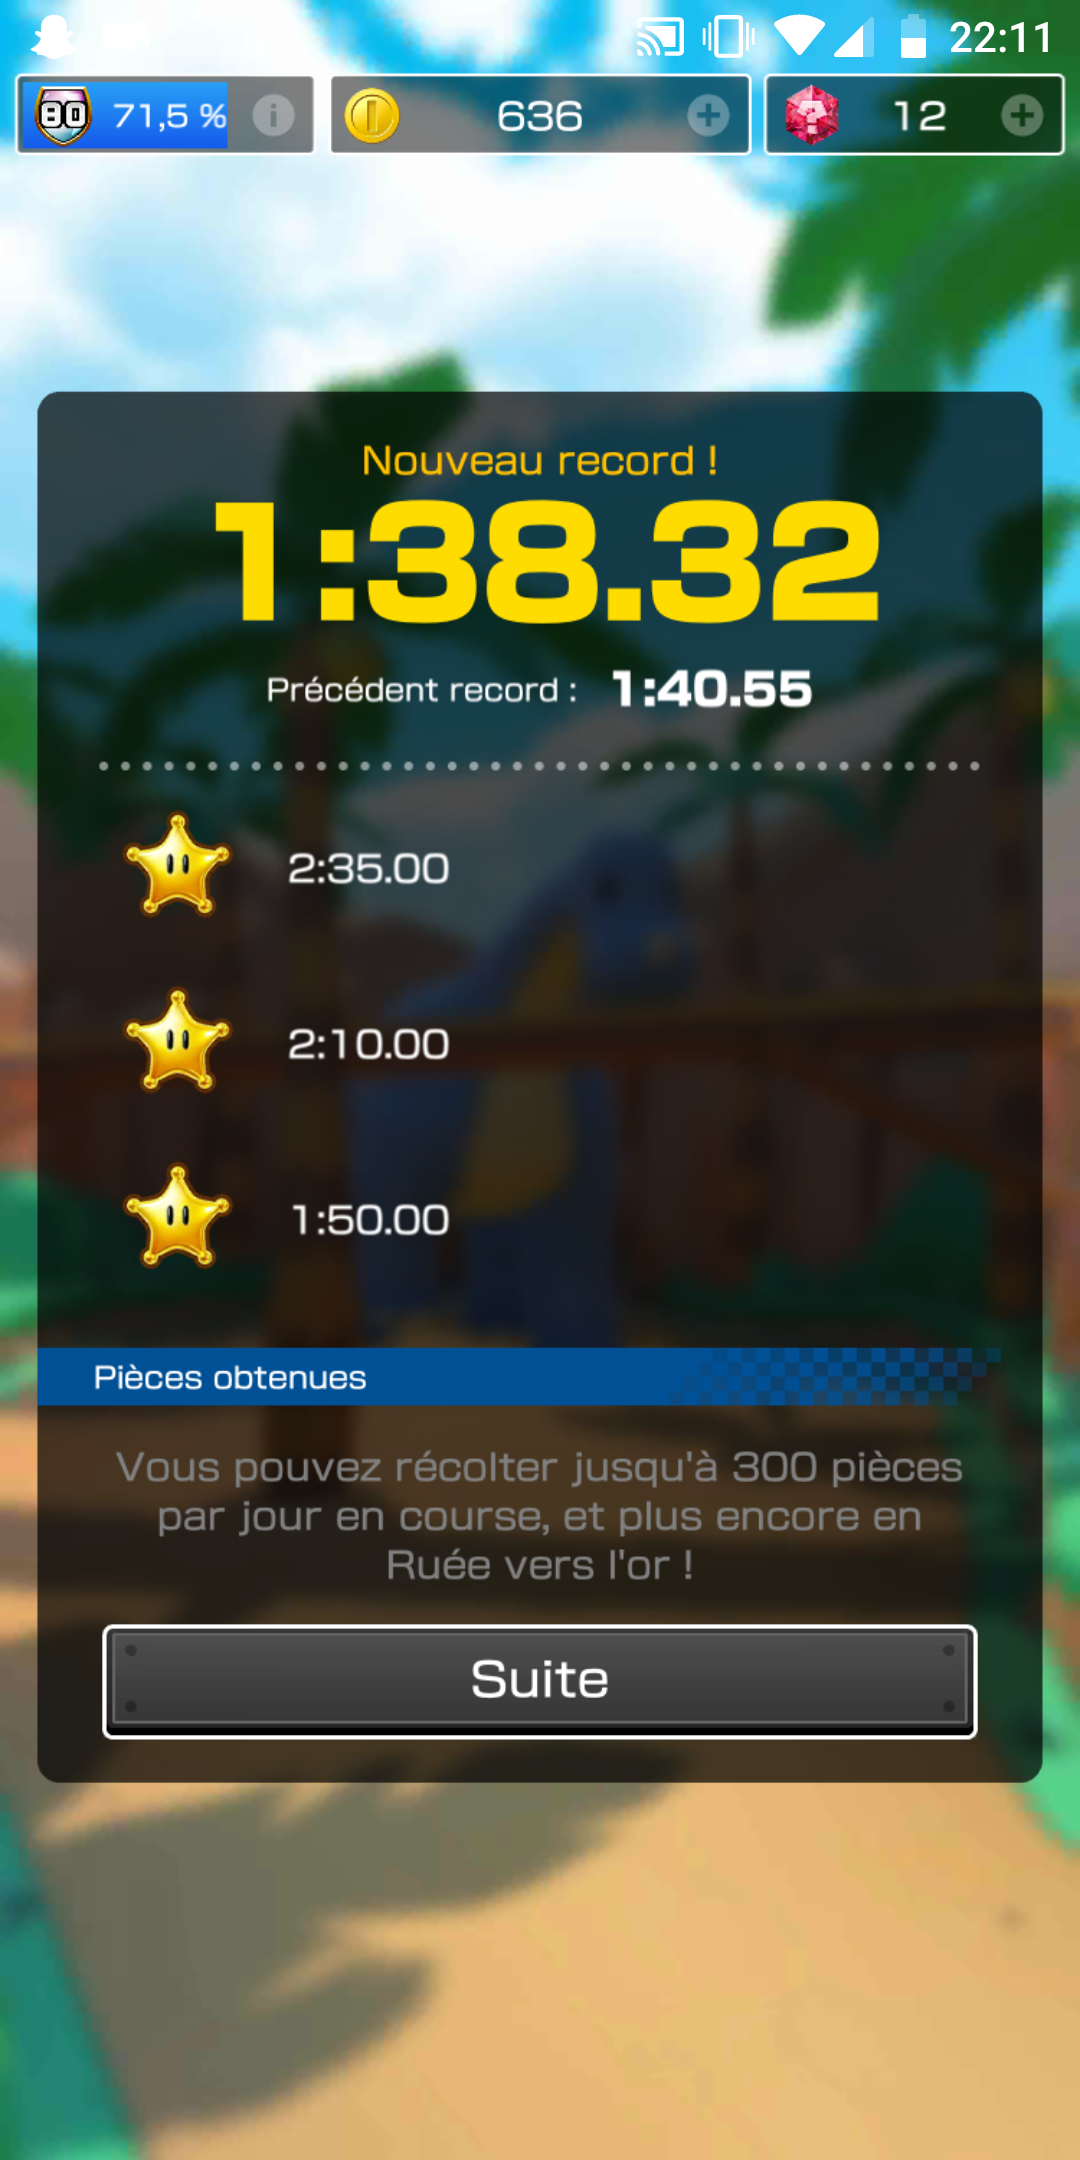 22:11
80 71,5 % i 636 + ? 12 +
Nouveau record !
1:38.32
Précédent record : 1:40.55
2:35.00
2:10.00
1:50.00
Pièces obtenues
Vous pouvez récolter jusqu'à 300 pièces
par jour en course, et plus encore en
Ruée vers l'or !
Suite